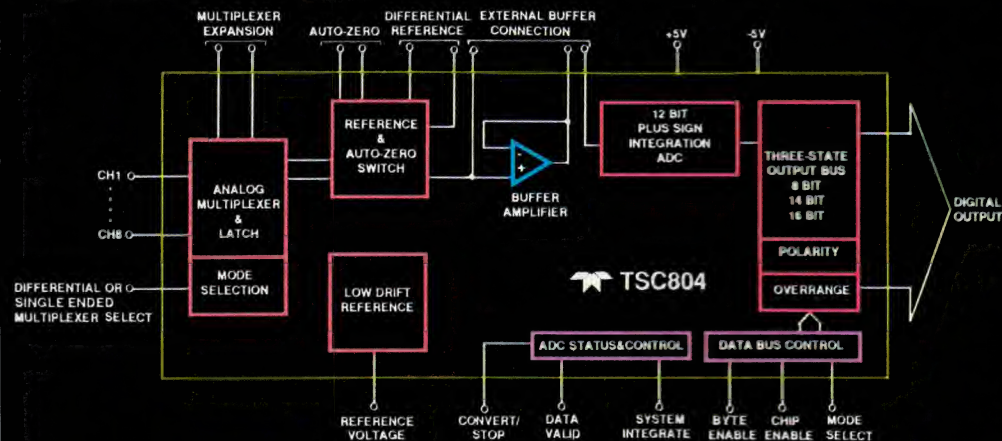 MULTIPLEXER
EXPANSION
AUTO-ZERO
DIFFERENTIAL
REFERENCE
EXTERNAL BUFFER
CONNECTION
+5V
-5V
REFERENCE
&
AUTO-ZERO
SWITCH
12 BIT
PLUS SIGN
INTEGRATION
ADC
THREE-STATE
OUTPUT BUS
8 BIT
14 BIT
16 BIT
CH1
CH8
ANALOG
MULTIPLEXER
&
LATCH
-
+
BUFFER
AMPLIFIER
DIGITAL
OUTPUT
POLARITY
MODE
SELECTION
DIFFERENTIAL OR
SINGLE ENDED
MULTIPLEXER SELECT
LOW DRIFT
REFERENCE
TSC804
OVERRANGE
ADC STATUS&CONTROL
DATA BUS CONTROL
REFERENCE
VOLTAGE
CONVERT/
STOP
DATA
VALID
SYSTEM
INTEGRATE
BYTE
ENABLE
CHIP
ENABLE
MODE
SELECT